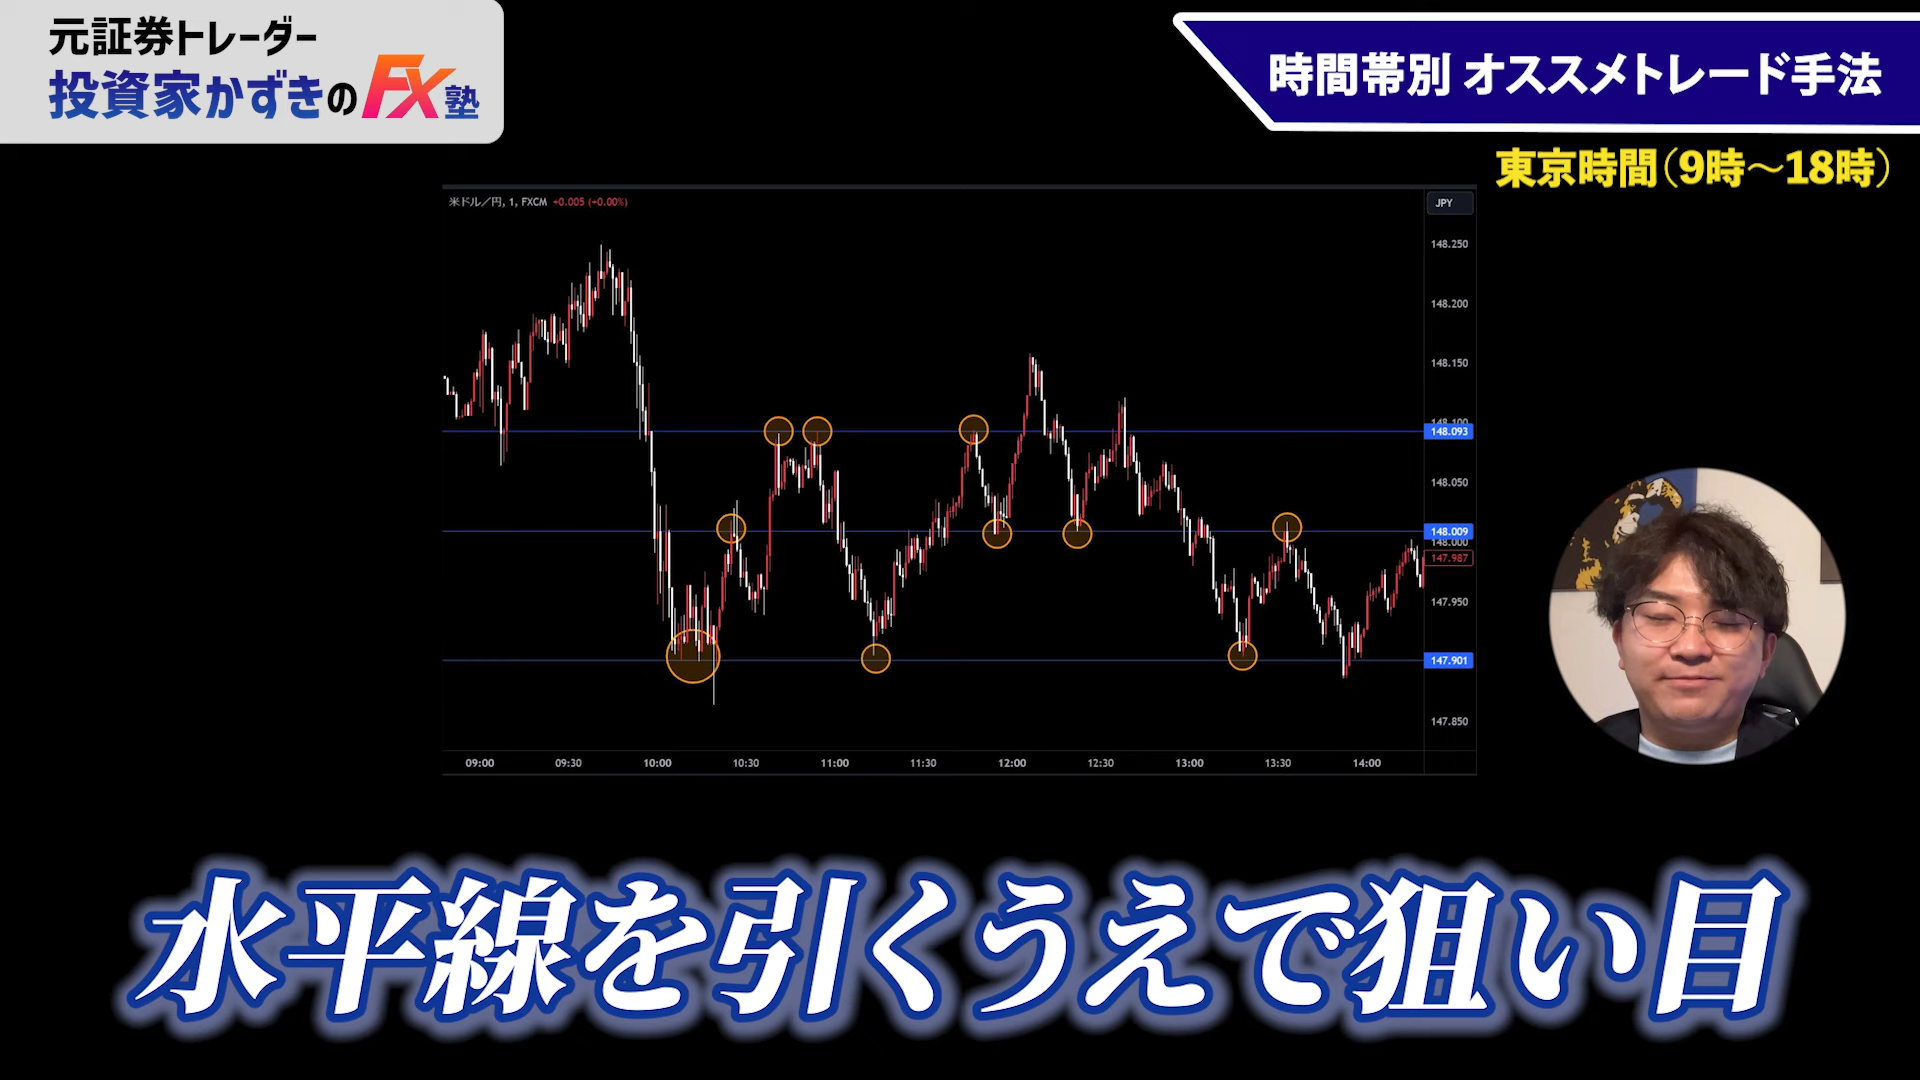 元証券トレーダー
投資家かずきのFX塾
時間帯別 オススメトレード手法
東京時間(9時〜18時)
米ドル/円, 1, FXCM +0.005 (+0.00%)
JPY
148.250
148.200
148.150
148.100
148.093
148.050
148.009
148.000
147.987
147.950
147.901
147.850
09:00 09:30 10:00 10:30 11:00 11:30 12:00 12:30 13:00 13:30 14:00
水平線を引くうえで狙い目